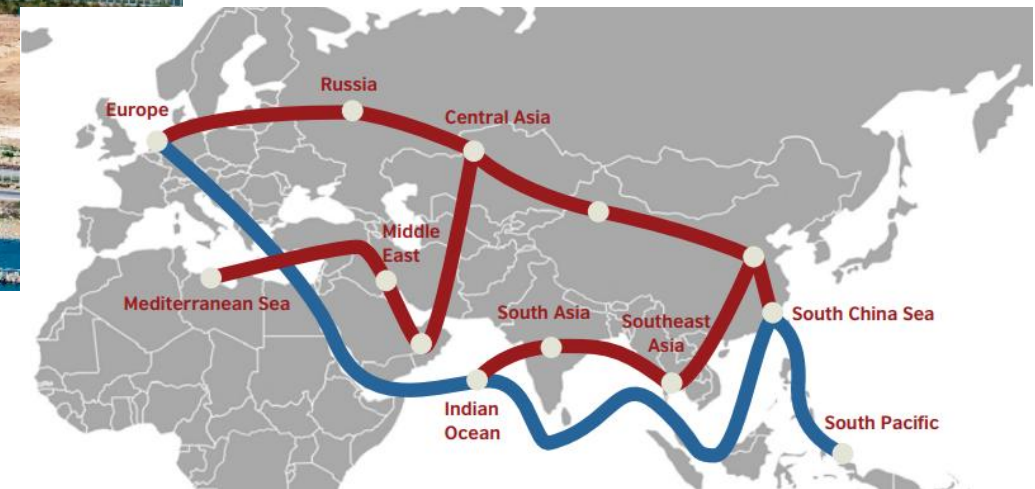 Russia
Europe
Central Asia
Middle
East
Mediterranean Sea
South Asia
Southeast
Asia
South China Sea
Indian
Ocean
South Pacific